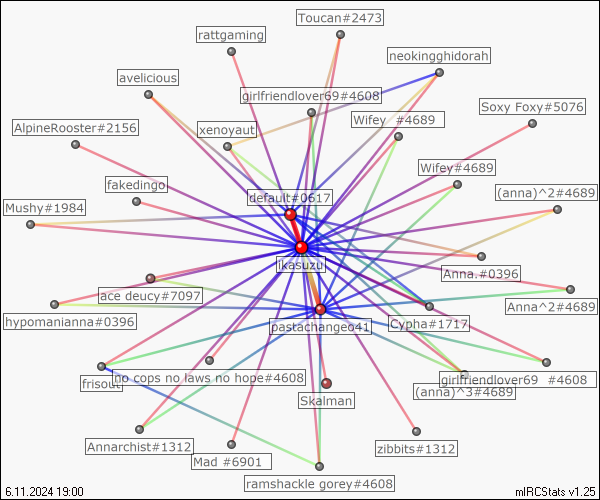 Toucan#2473
rattgaming
neokingghidorah
avelicious
girlfriendlover69#4608
Soxy Foxy#5076
Wifey #4689
AlpineRooster#2156
xenoyaut
Wifey#4689
fakedingo
(anna)^2#4689
default#0617
Mushy#1984
ikasuzu
Anna.#0396
ace deucy#7097
Anna^2#4689
hypomanianna#0396
pastachangeo41
Cypha#1717
no cops no laws no hope#4608
girlfriendlover69 #4608
frisout
(anna)^3#4689
Skalman
Annarchist#1312
zibbits#1312
Mad #6901
ramshackle gorey#4608
6.11.2024 19:00
mIRCStats v1.25